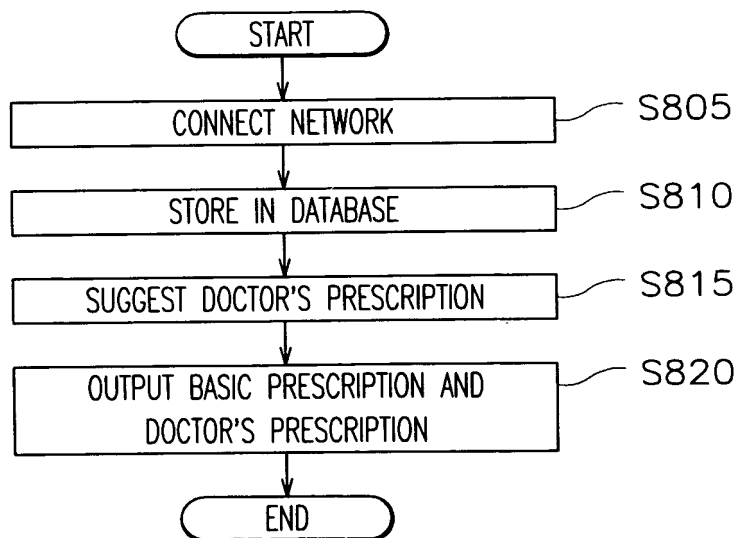 START
CONNECT NETWORK
S805
STORE IN DATABASE
S810
SUGGEST DOCTOR'S PRESCRIPTION
S815
OUTPUT BASIC PRESCRIPTION AND
DOCTOR'S PRESCRIPTION
S820
END